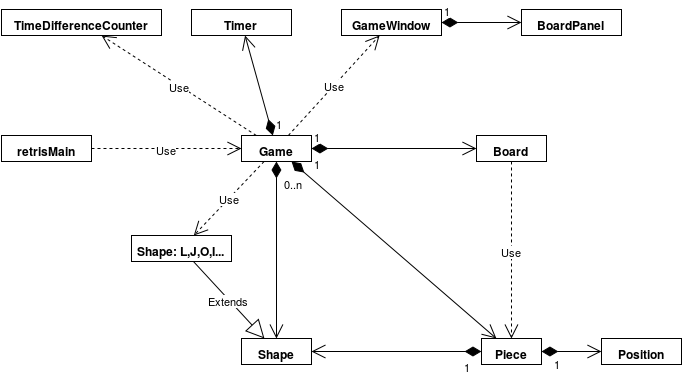 TimeDifferenceCounter
Timer
GameWindow
1
BoardPanel
Use
Use
1
retrisMain
Use
Game
1
1
Board
0..n
Use
Shape: L,J,O,I...
Use
Extends
Shape
1
Piece
1
Position